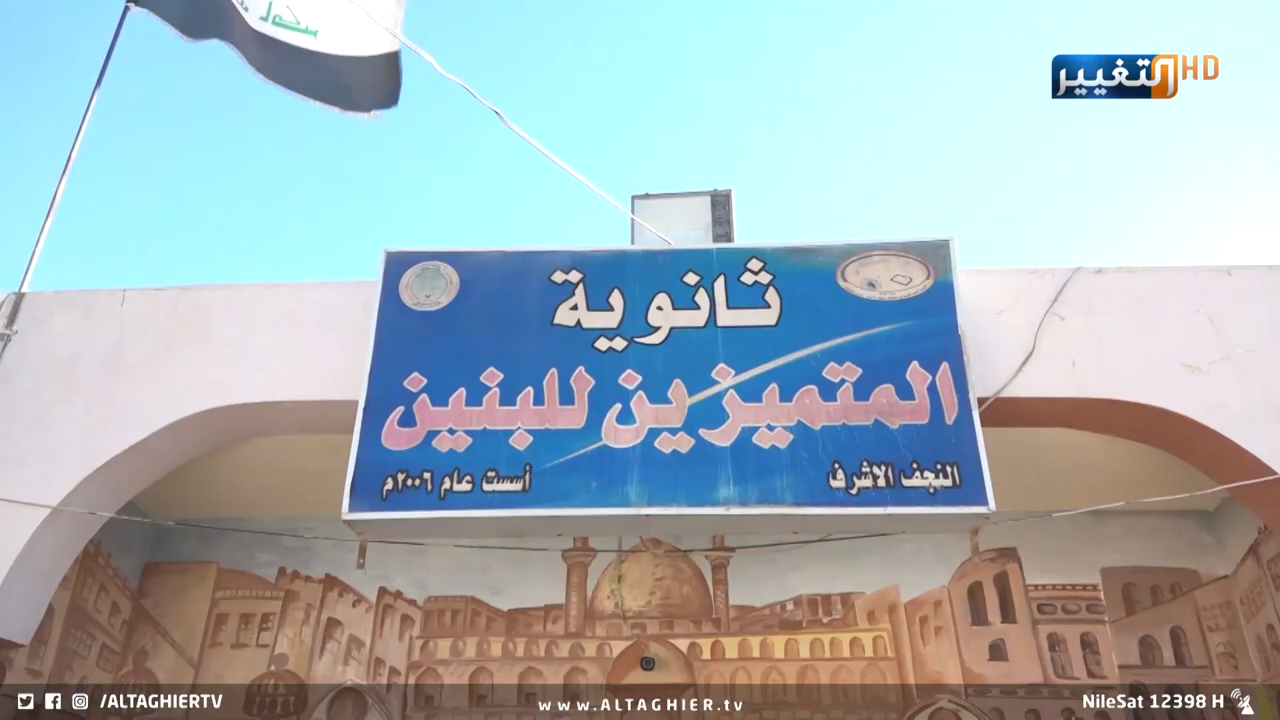 التغيير HD
ثانوية
المتميزين للبنين
النجف الاشرف
أسست عام ٢٠٠٦م
/ALTAGHIERTV
www.ALTAGHIER.tv
NileSat 12398 H